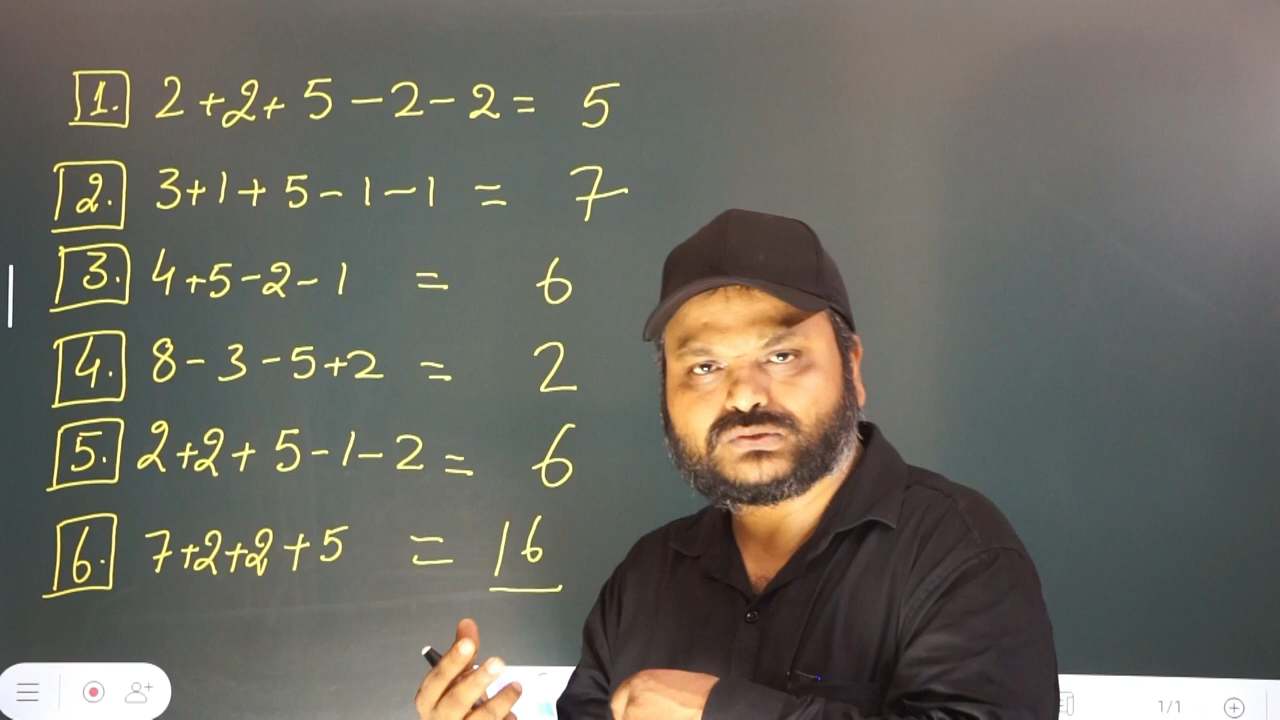 1. 2+2+5-2-2= 5
2. 3+1+5-1-1 = 7
3. 4+5-2-1 = 6
4. 8-3-5+2 = 2
5. 2+2+5-1-2= 6
6. 7+2+2+5 = 16
1/1